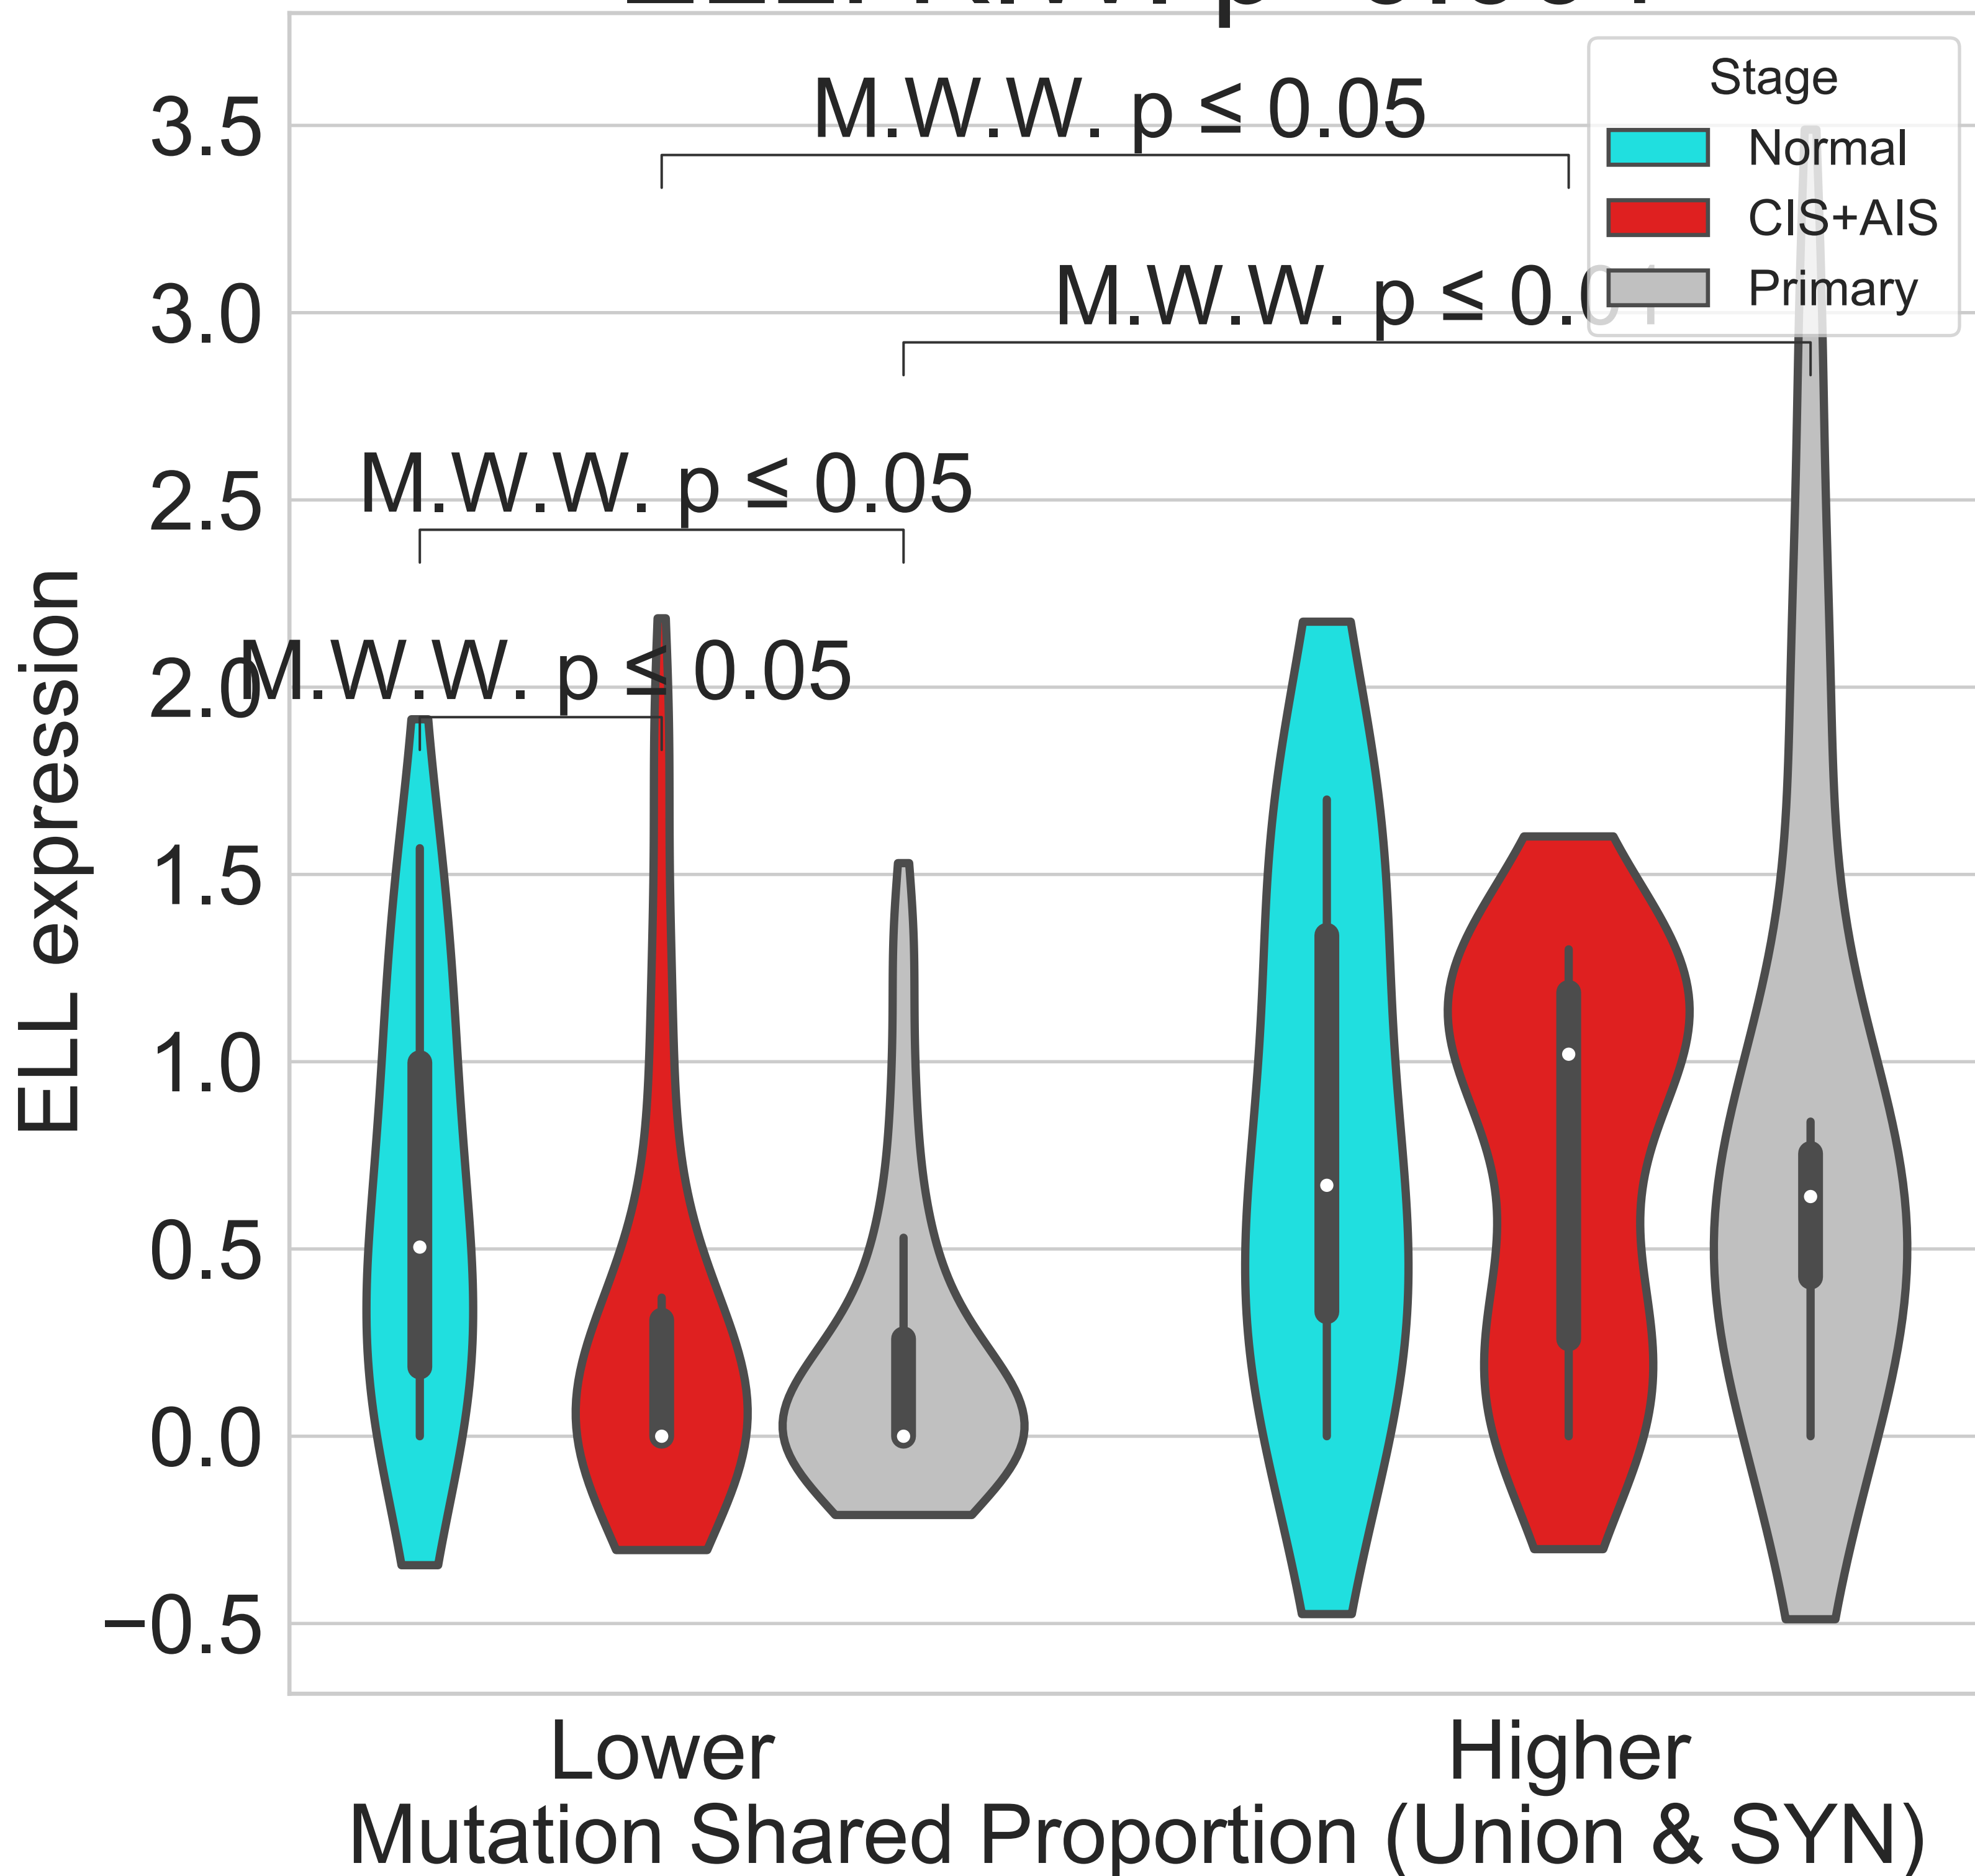 M.W.W. p ≤ 0.05
Stage
Normal
CIS+AIS
Primary
M.W.W. p ≤ 0.01
M.W.W. p ≤ 0.05
M.W.W. p ≤ 0.05
3.5
3.0
2.5
2.0
1.5
1.0
0.5
0.0
−0.5
ELL expression
Lower
Higher
Mutation Shared Proportion (Union & SYN)